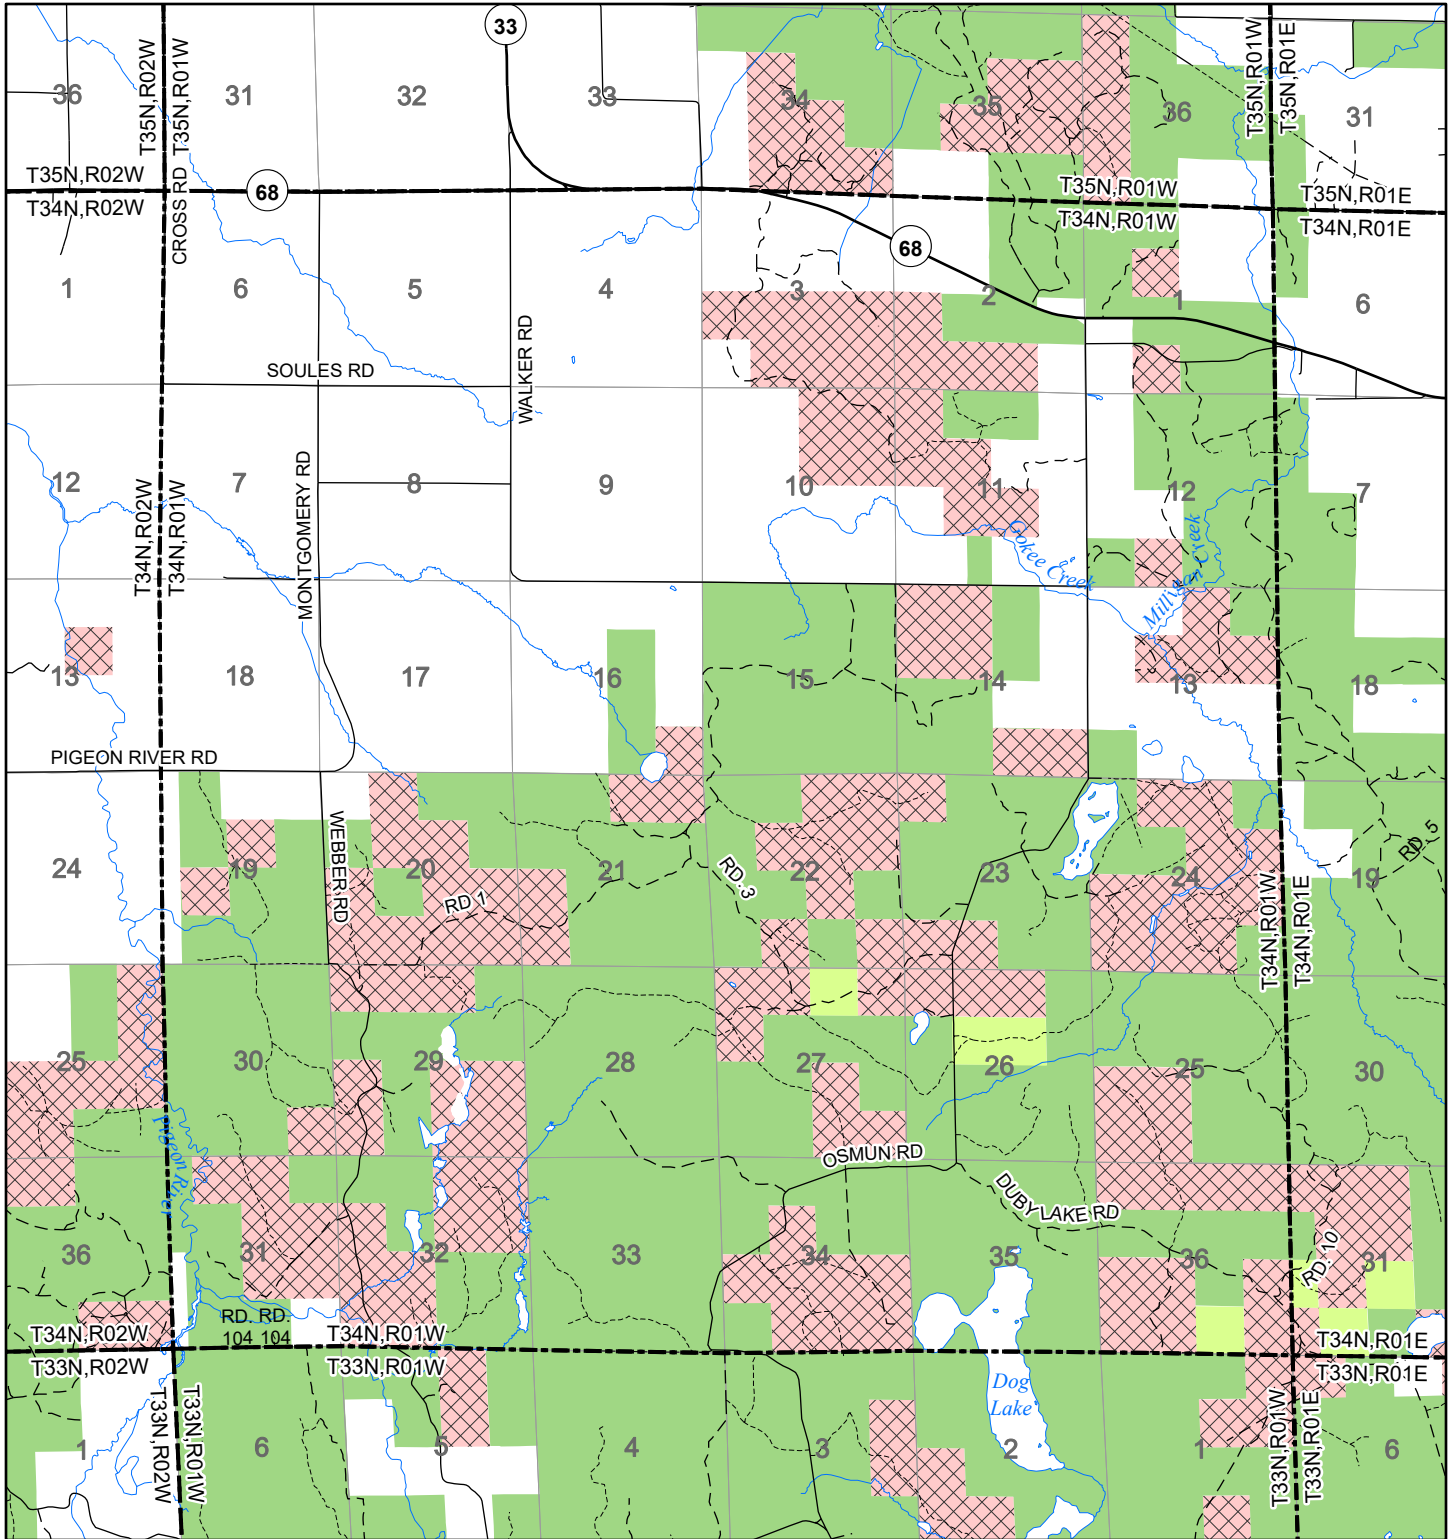 33
36
31
32
33
34
35
36
31
T35N,R02W
T35N,R01W
T35N,R01W
T35N,R01E
T35N,R02W
T34N,R02W
CROSS RD
68
T35N,R01W
T34N,R01W
T35N,R01E
T34N,R01E
68
1
6
5
4
3
2
1
6
SOULES RD
WALKER RD
12
7
8
9
10
11
12
7
T34N,R02W
T34N,R01W
MONTGOMERY RD
Gokee Creek
Milligan Creek
13
18
17
16
15
14
13
18
PIGEON RIVER RD
24
19
20
21
22
23
24
19
WEBBER RD
RD 1
RD. 3
RD. 5
T34N,R01W
T34N,R01E
25
30
29
28
27
26
25
30
Pigeon River
OSMUN RD
DUBY LAKE RD
36
31
32
33
34
35
36
31
RD. 10
RD. RD.
104 104
T34N,R02W
T33N,R02W
T34N,R01W
T33N,R01W
T34N,R01E
T33N,R01E
Dog
Lake
T33N,R02W
T33N,R01W
T33N,R01W
T33N,R01E
1
6
5
4
3
2
1
6